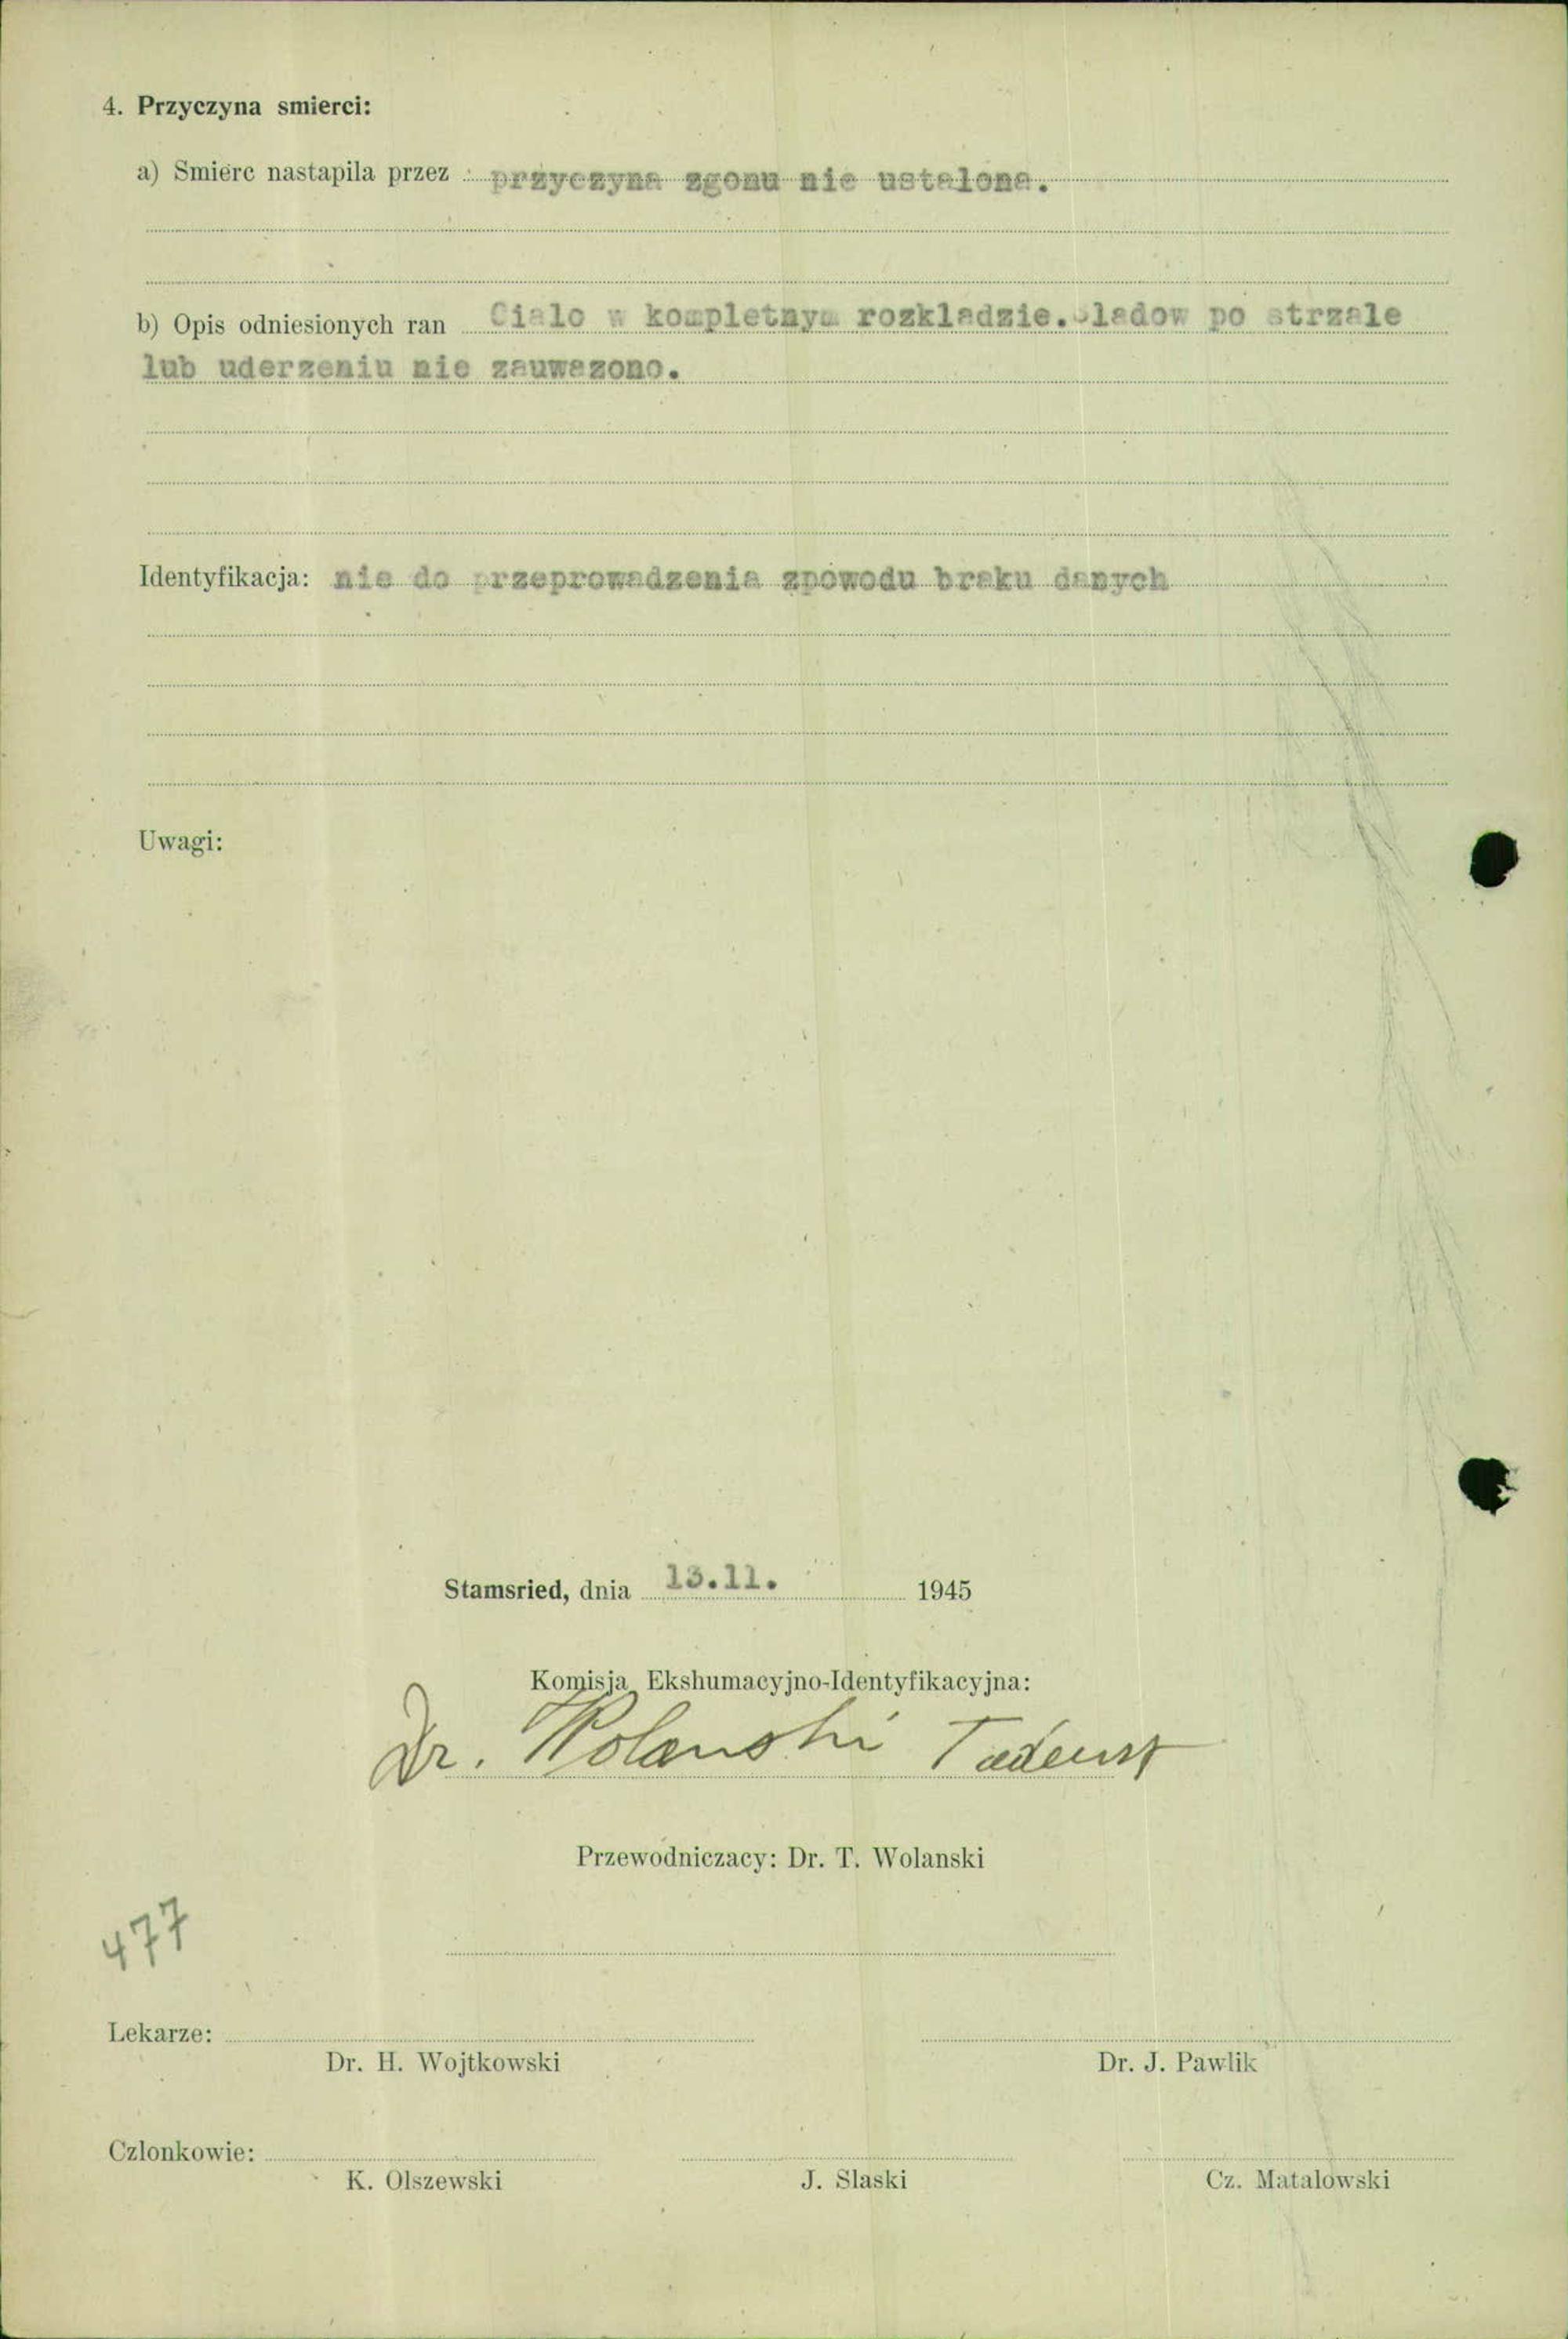 4. Przyczyna smierci:
a) Smierc nastapila przez : przyczyna zgonu nie ustalona.
b) Opis odniesionych ran Cialo w kompletnym rozkladzie. Sladow po strzale
lub uderzeniu nie zauwazono.
Identyfikacja: nie do przeprowadzenia zpowodu braku danych
Uwagi:
Stamsried, dnia 13.11. 1945
Komisja Ekshumacyjno-Identyfikacyjna:
Dr. Wolanski Tadeusz
Przewodniczacy: Dr. T. Wolanski
477
Lekarze:
Dr. H. Wojtkowski Dr. J. Pawlik
Czlonkowie:
K. Olszewski J. Slaski Cz. Matalowski